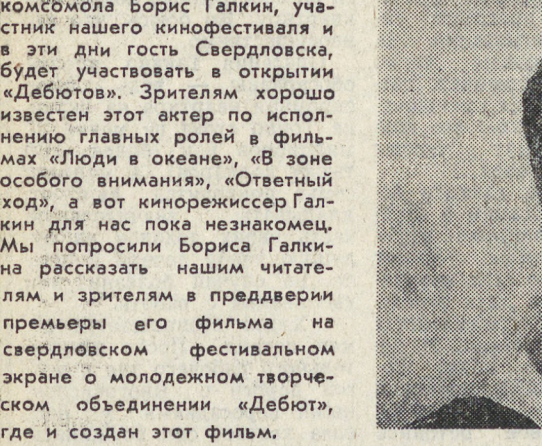 комсомола Борис Галкин, уча-
стник нашего кинофестиваля и
в эти дни гость Свердловска,
будет участвовать в открытии
«Дебютов». Зрителям хорошо
известен этот актер по испол-
нению главных ролей в филь-
мах «Люди в океане», «В зоне
особого внимания», «Ответный
ход», а вот кинорежиссер Гал-
кин для нас пока незнакомец.
Мы попросили Бориса Галки-
на рассказать нашим читате-
лям и зрителям в преддверии
премьеры его фильма на
свердловском фестивальном
экране о молодежном творче-
ском объединении «Дебют»,
где и создан этот фильм.